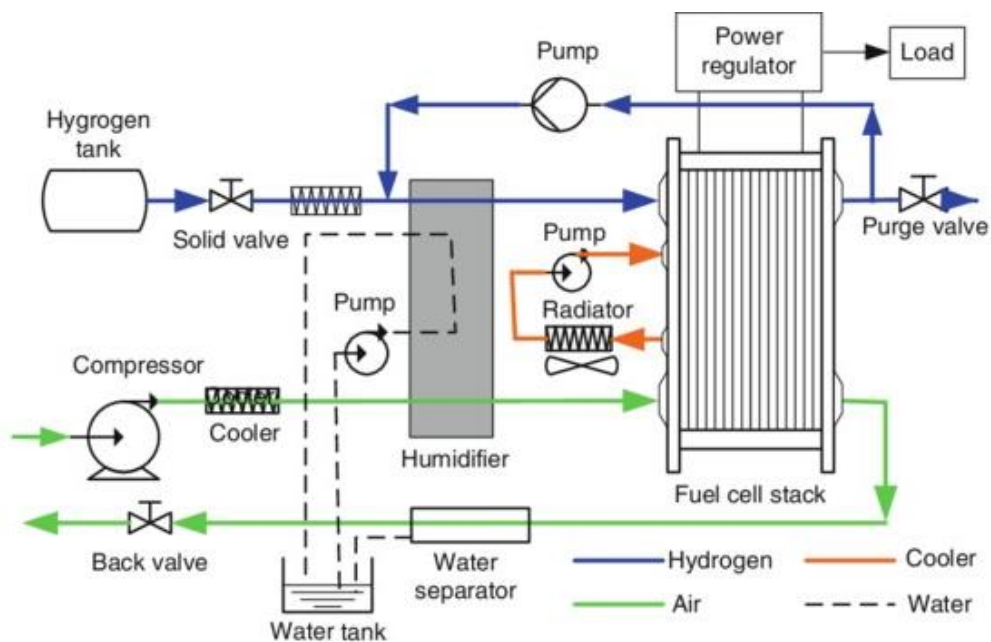 Pump
Power
regulator
Load
Hygrogen
tank
Solid valve
Purge valve
Pump
Pump
Radiator
Compressor
Cooler
Humidifier
Fuel cell stack
Back valve
Water
separator
Water tank
Hydrogen
Cooler
Air
Water